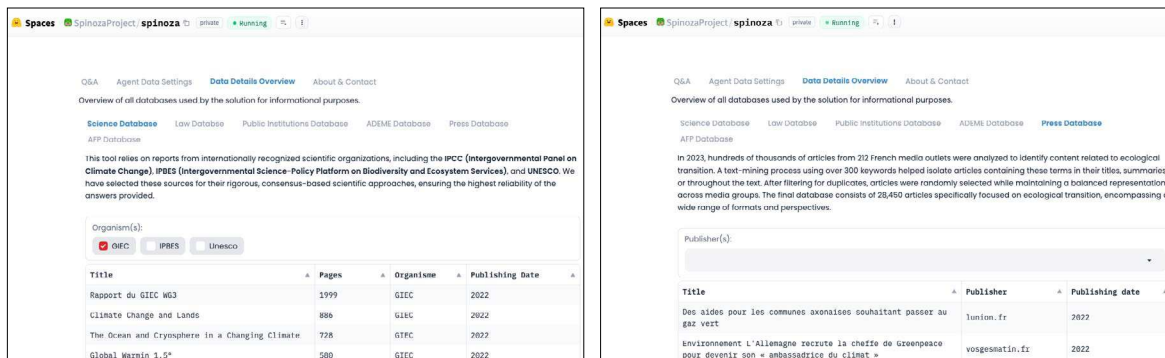 Spaces SpinozaProject/spinoza private Running
Q&A Agent Data Settings Data Details Overview About & Contact
Overview of all databases used by the solution for informational purposes.
Science Database Law Databse Public Institutions Database ADEME Database Press Database
AFP Database
This tool relies on reports from internationally recognized scientific organizations, including the IPCC (Intergovernmental Panel on
Climate Change), IPBES (Intergovernmental Science-Policy Platform on Biodiversity and Ecosystem Services), and UNESCO. We
have selected these sources for their rigorous, consensus-based scientific approaches, ensuring the highest reliability of the
answers provided.
Organism(s):
GIEC IPBES Unesco
Title Pages Organisme Publishing Date
Rapport du GIEC WG3 1999 GIEC 2022
Climate Change and Lands 886 GIEC 2022
The Ocean and Cryosphere in a Changing Climate 728 GIEC 2022
Global Warmin 1.5° 580 GIEC 2022
Spaces SpinozaProject/spinoza private Running
Q&A Agent Data Settings Data Details Overview About & Contact
Overview of all databases used by the solution for informational purposes.
Science Database Law Databse Public Institutions Database ADEME Database Press Database
AFP Database
In 2023, hundreds of thousands of articles from 212 French media outlets were analyzed to identify content related to ecological
transition. A text-mining process using over 300 keywords helped isolate articles containing these terms in their titles, summaries
or throughout the text. After filtering for duplicates, articles were randomly selected while maintaining a balanced representation
across media groups. The final database consists of 28,450 articles specifically focused on ecological transition, encompassing
wide range of formats and perspectives.
Publisher(s):
Title Publisher Publishing date
Des aides pour les communes axonaises souhaitant passer au
gaz vert lunion.fr 2022
Environnement L'Allemagne recrute la cheffe de Greenpeace
pour devenir son « ambassadrice du climat » vosgesmatin.fr 2022